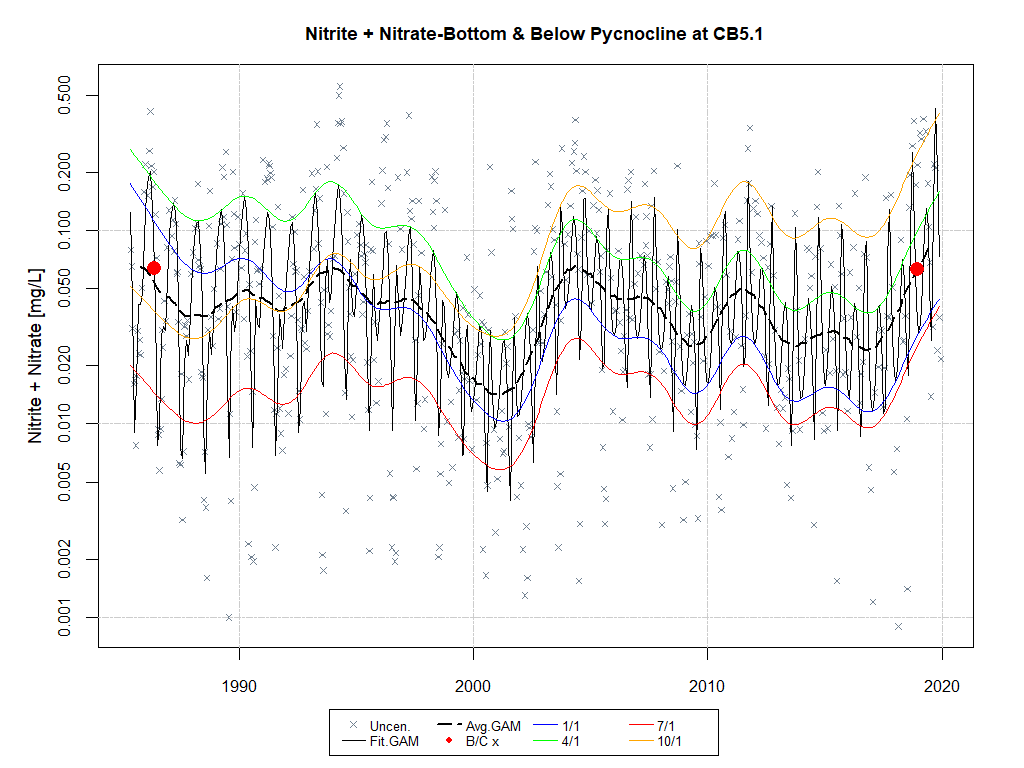 Nitrite + Nitrate-Bottom & Below Pycnocline at CB5.1
Nitrite + Nitrate [mg/L]
0.500
0.200
0.100
0.050
0.020
0.010
0.005
0.002
0.001
1990 2000 2010 2020
Uncen. Avg.GAM 1/1 7/1
Fit.GAM B/C x 4/1 10/1